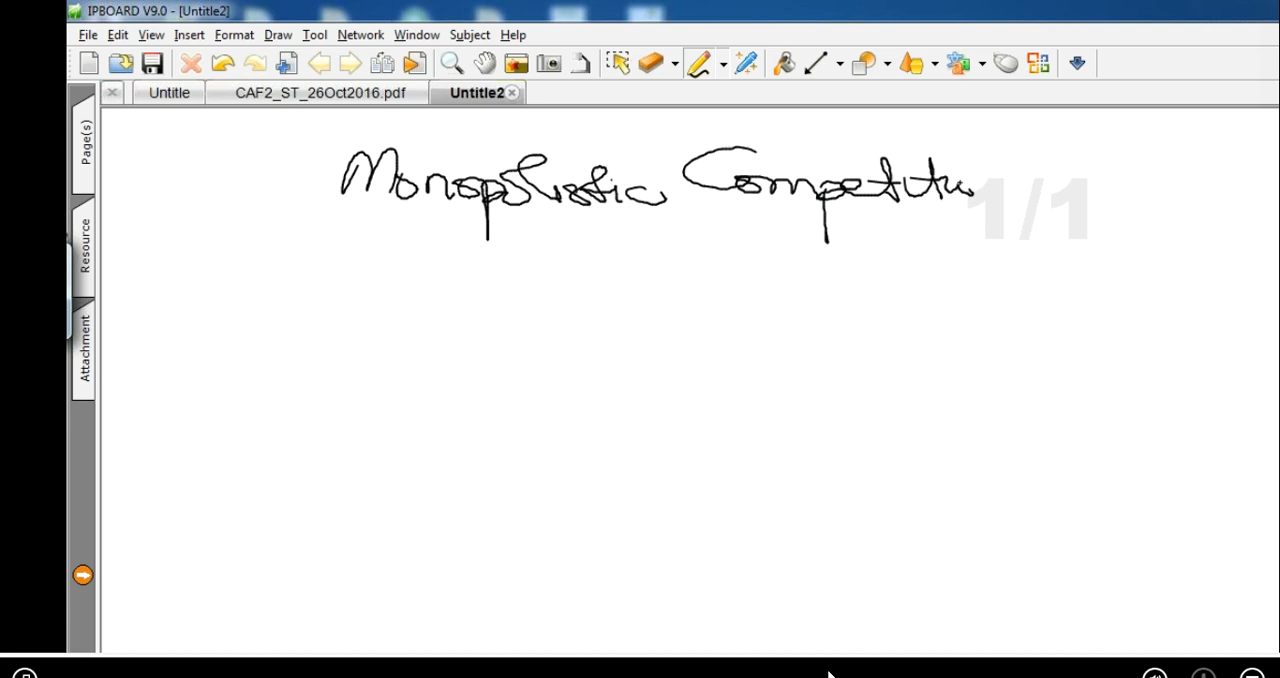 IPBOARD V9.0 - [Untitle2]
File Edit View Insert Format Draw Tool Network Window Subject Help
Untitle CAF2_ST_26Oct2016.pdf Untitle2
Page(s)
Resource
Attachment
Monopolistic Competitio
1/1